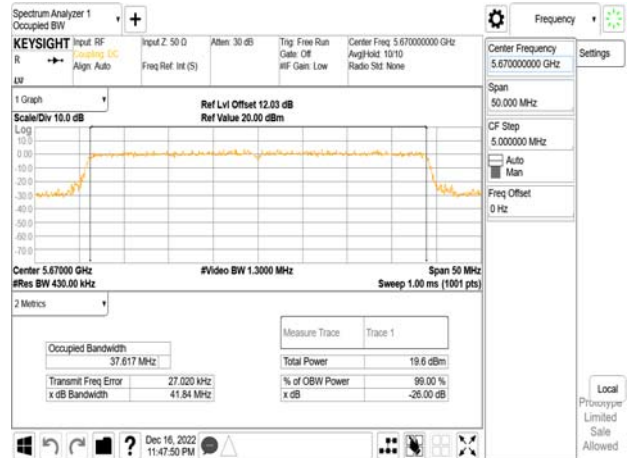 Spectrum Analyzer 1
Occupied BW
Frequency
KEYSIGHT
R
Input: RF
Coupling: DC
Align: Auto
Input Z: 50 Ω
Freq Ref: Int (S)
Atten: 30 dB
Trig: Free Run
Gate: Off
#IF Gain: Low
Center Freq: 5.670000000 GHz
Avg|Hold: 10/10
Radio Std: None
Center Frequency
5.670000000 GHz
Settings
Span
50.000 MHz
CF Step
5.000000 MHz
Auto
Man
Freq Offset
0 Hz
1 Graph
Scale/Div 10.0 dB
Ref Lvl Offset 12.03 dB
Ref Value 20.00 dBm
Log
10.0
0.00
-10.0
-20.0
-30.0
-40.0
-50.0
-60.0
-70.0
Center 5.67000 GHz
#Res BW 430.00 kHz
#Video BW 1.3000 MHz
Span 50 MHz
Sweep 1.00 ms (1001 pts)
2 Metrics
Measure Trace Trace 1
Occupied Bandwidth
37.617 MHz
Total Power 19.6 dBm
Transmit Freq Error 27.020 kHz
% of OBW Power 99.00 %
x dB Bandwidth 41.84 MHz
x dB -26.00 dB
Local
Prototype
Limited
Sale
Allowed
?
Dec 16, 2022
11:47:50 PM